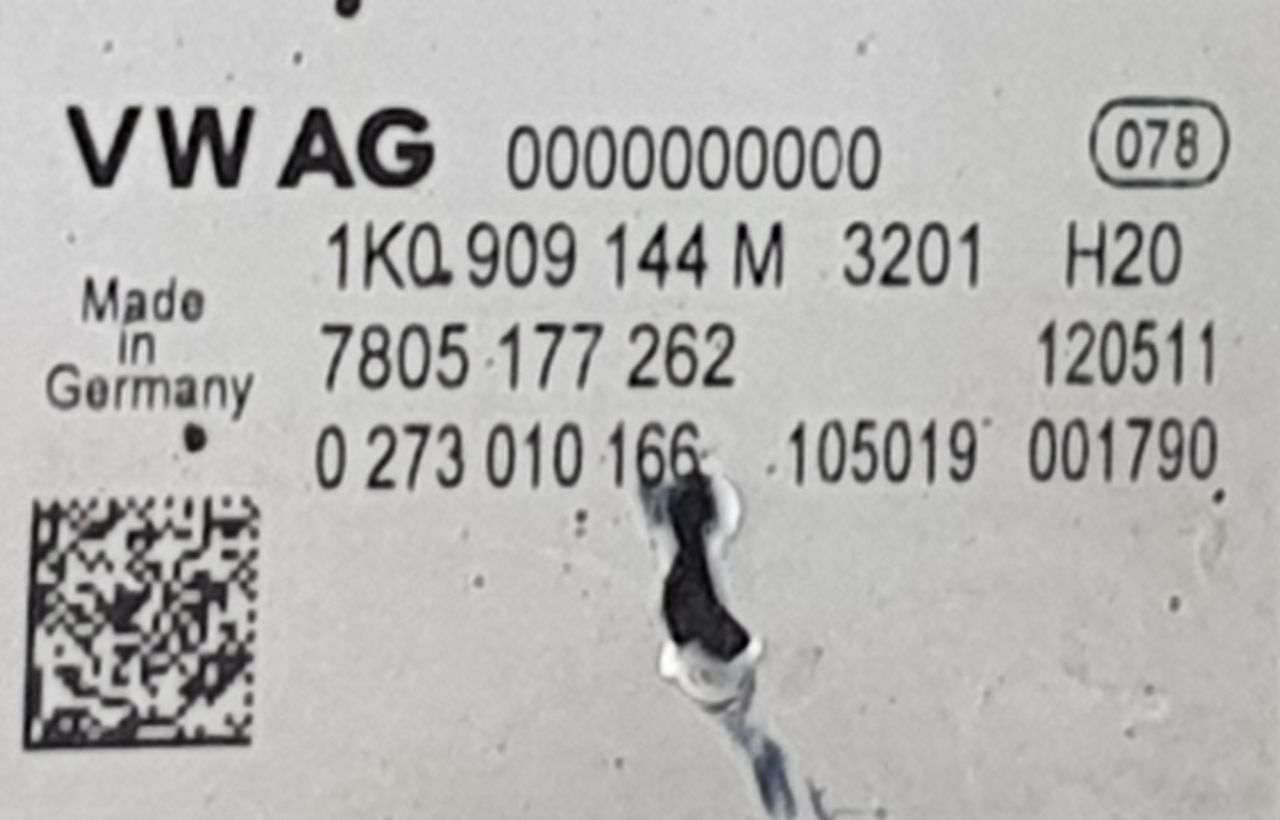 VW AG 0000000000 078
1K0 909 144 M 3201 H20
Made
in
Germany
7805 177 262 120511
0 273 010 166 105019 001790